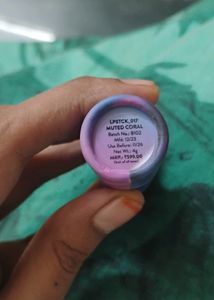 LPSTCK_017
MUTED CORAL
Batch No.: B102
Mfd: 12/23
Use Before: 11/26
Net Wt.: 4g
MRP.: ₹599.00
(Incl. of all taxes)